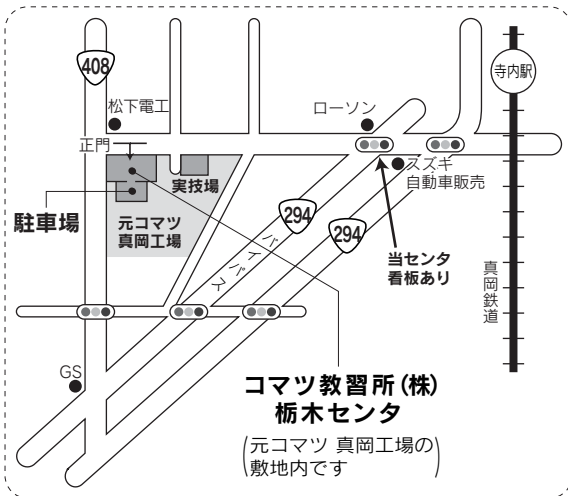 408
寺内駅
松下電工
ローソン
正門
スズキ
自動車販売
実技場
駐車場
元コマツ
真岡工場
294
バイパス
294
当センタ
看板あり
真岡鉄道
GS
コマツ教習所(株)
栃木センタ
(元コマツ 真岡工場の
敷地内です)